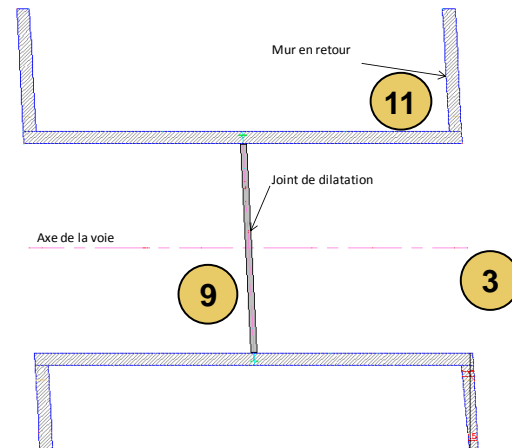 Mur en retour
11
Joint de dilatation
Axe de la voie
9
3